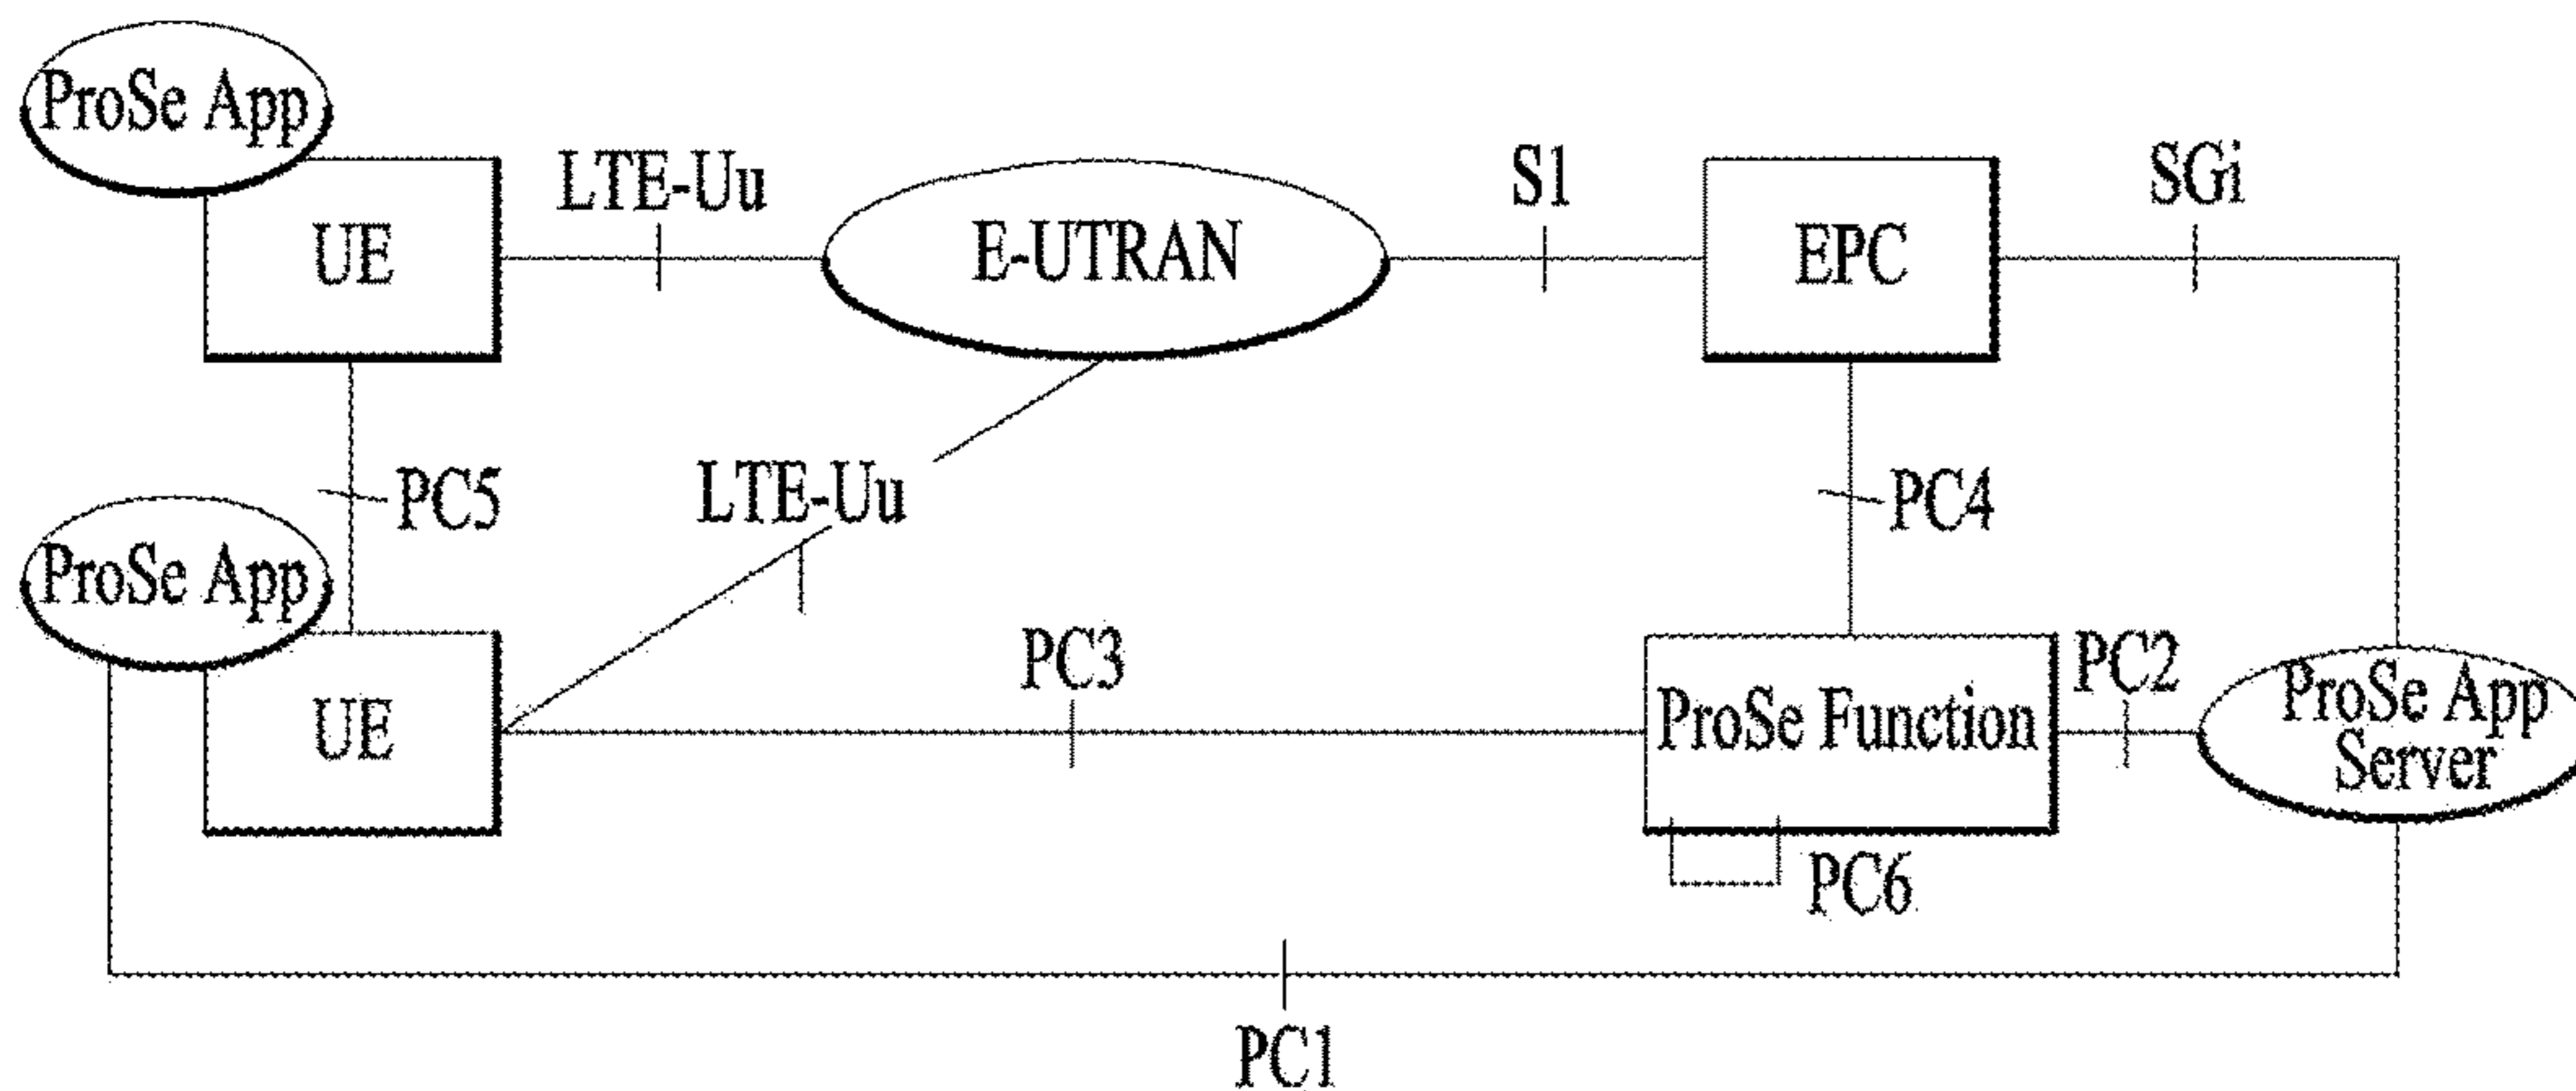 ProSe App
LTE-Uu
S1
SGi
UE
E-UTRAN
EPC
LTE-Uu
PC5
PC4
ProSe App
PC3
PC2
UE
ProSe Function
ProSe App
Server
PC6
PC1